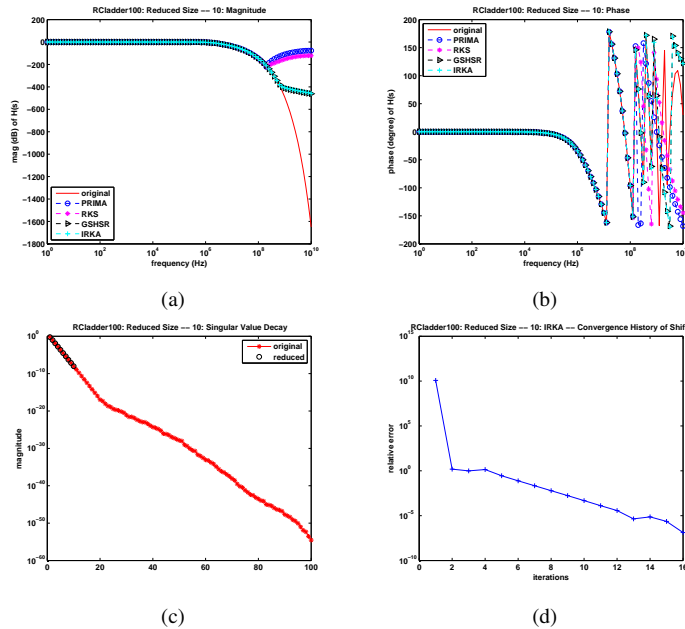 RCladder100: Reduced Size −− 10: Magnitude
200
0
−200
−400
−600
−800
−1000
−1200
−1400
−1600
−1800
mag (dB) of H(s)
original
PRIMA
RKS
GSHSR
IRKA
10^0
10^2
10^4
10^6
10^8
10^10
frequency (Hz)
(a)
RCladder100: Reduced Size −− 10: Phase
200
150
100
50
0
−50
−100
−150
−200
phase (degree) of H(s)
original
PRIMA
RKS
GSHSR
IRKA
10^0
10^2
10^4
10^6
10^8
10^10
frequency (Hz)
(b)
RCladder100: Reduced Size −− 10: Singular Value Decay
10^0
10^−10
10^−20
10^−30
10^−40
10^−50
10^−60
magnitude
original
reduced
0
20
40
60
80
100
(c)
RCladder100: Reduced Size −− 10: IRKA −− Convergence History of Shif
10^15
10^10
10^5
10^0
10^−5
10^−10
relative error
0
2
4
6
8
10
12
14
16
iterations
(d)